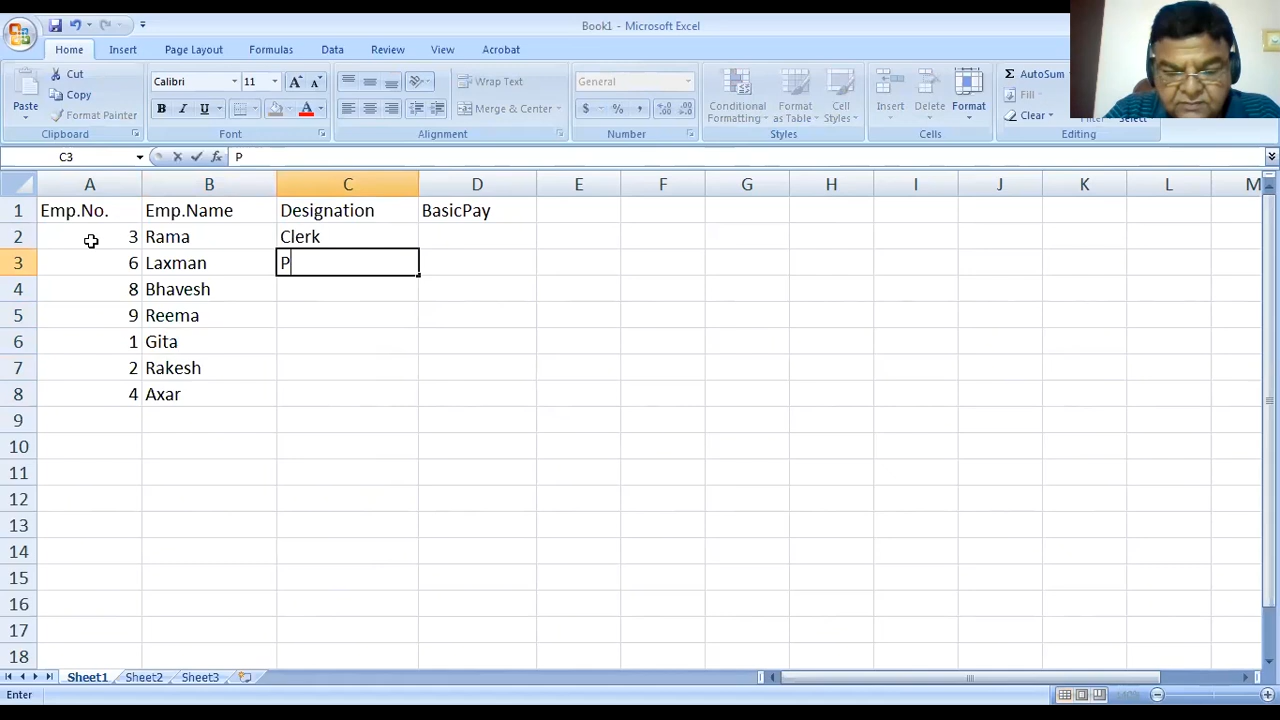 Book1 - Microsoft Excel
Home Insert Page Layout Formulas Data Review View Acrobat
Paste
Cut
Copy
Format Painter
Clipboard
Calibri 11
B I U
Font
Wrap Text
Merge & Center
Alignment
General
$ % ,
Number
Conditional Formatting
Format as Table
Cell Styles
Styles
Insert Delete Format
Cells
AutoSum
Fill
Clear
Select
Editing
C3 fx P
A B C D E F G H I J K L M
1 Emp.No. Emp.Name Designation BasicPay
2 3 Rama Clerk
3 6 Laxman P
4 8 Bhavesh
5 9 Reema
6 1 Gita
7 2 Rakesh
8 4 Axar
9
10
11
12
13
14
15
16
17
18
Sheet1 Sheet2 Sheet3
Enter